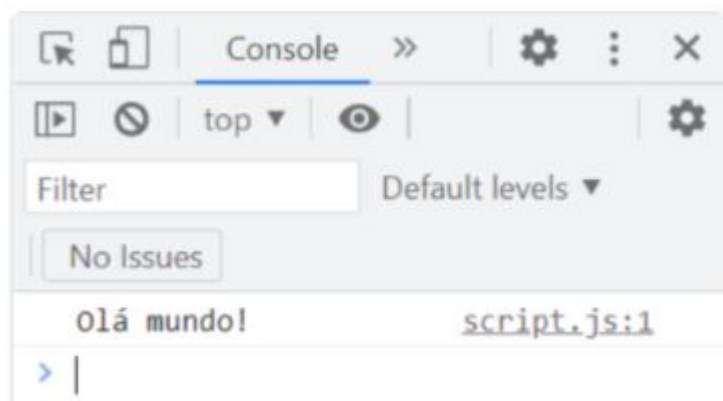 Console
top
Filter Default levels
No Issues
Olá mundo! script.js:1